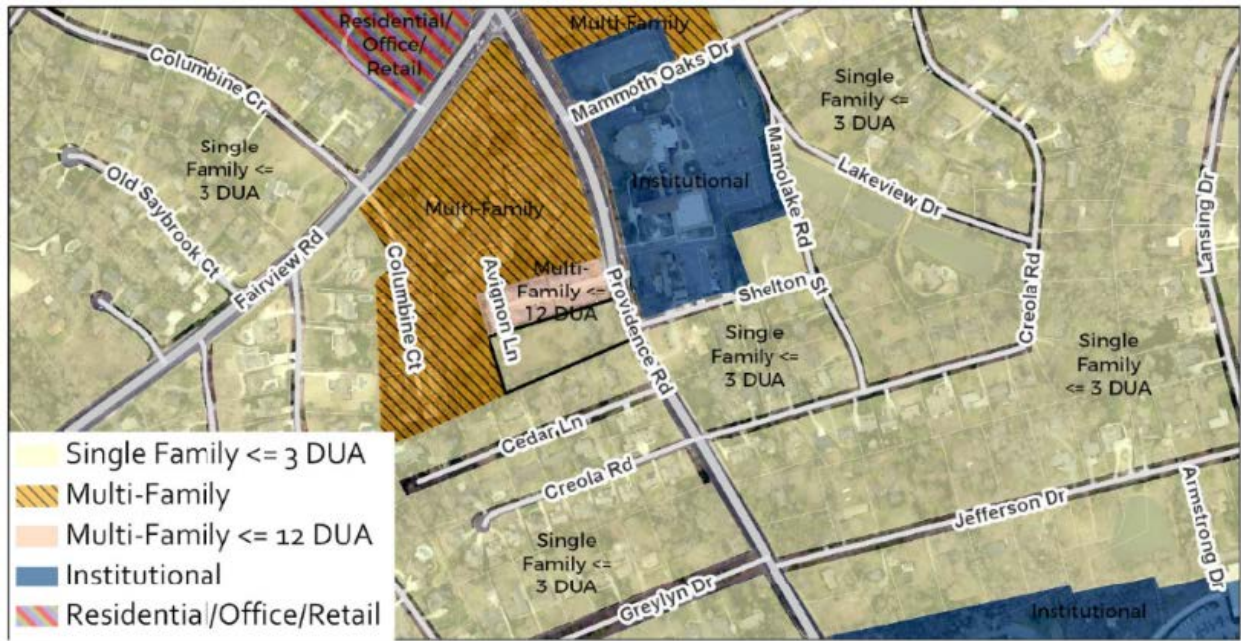 Residential/
Office/
Retail
Multi-Family
Columbine Cr
Mammoth Oaks Dr
Single
Family <=
3 DUA
Single
Family <=
3 DUA
Old Saybrook Ct
Multi-Family
Institutional
Mamolake Rd
Lakeview Dr
Lansing Dr
Fairview Rd
Columbine Ct
Avignon Ln
Multi-
Family <=
12 DUA
Providence Rd
Shelton St
Creola Rd
Single
Family <=
3 DUA
Single
Family
<= 3 DUA
Cedar Ln
Creola Rd
Jefferson Dr
Armstrong Dr
Single
Family <=
3 DUA
Greylyn Dr
Institutional
Single Family <= 3 DUA
Multi-Family
Multi-Family <= 12 DUA
Institutional
Residential/Office/Retail